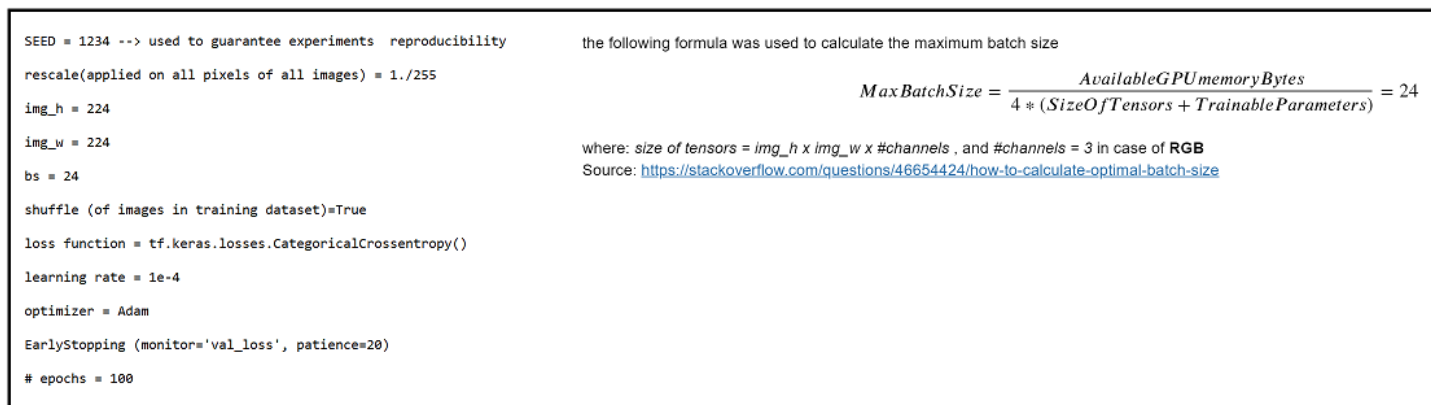 SEED = 1234 --> used to guarantee experiments  reproducibility
rescale(applied on all pixels of all images) = 1./255
img_h = 224
img_w = 224
bs = 24
shuffle (of images in training dataset)=True
loss function = tf.keras.losses.CategoricalCrossentropy()
learning rate = 1e-4
optimizer = Adam
EarlyStopping (monitor='val_loss', patience=20)
# epochs = 100
the following formula was used to calculate the maximum batch size
MaxBatchSize = AvailableGPUmemoryBytes / 4 * (SizeOfTensors + TrainableParameters) = 24
where: size of tensors = img_h x img_w x #channels , and #channels = 3 in case of RGB
Source: https://stackoverflow.com/questions/46654424/how-to-calculate-optimal-batch-size